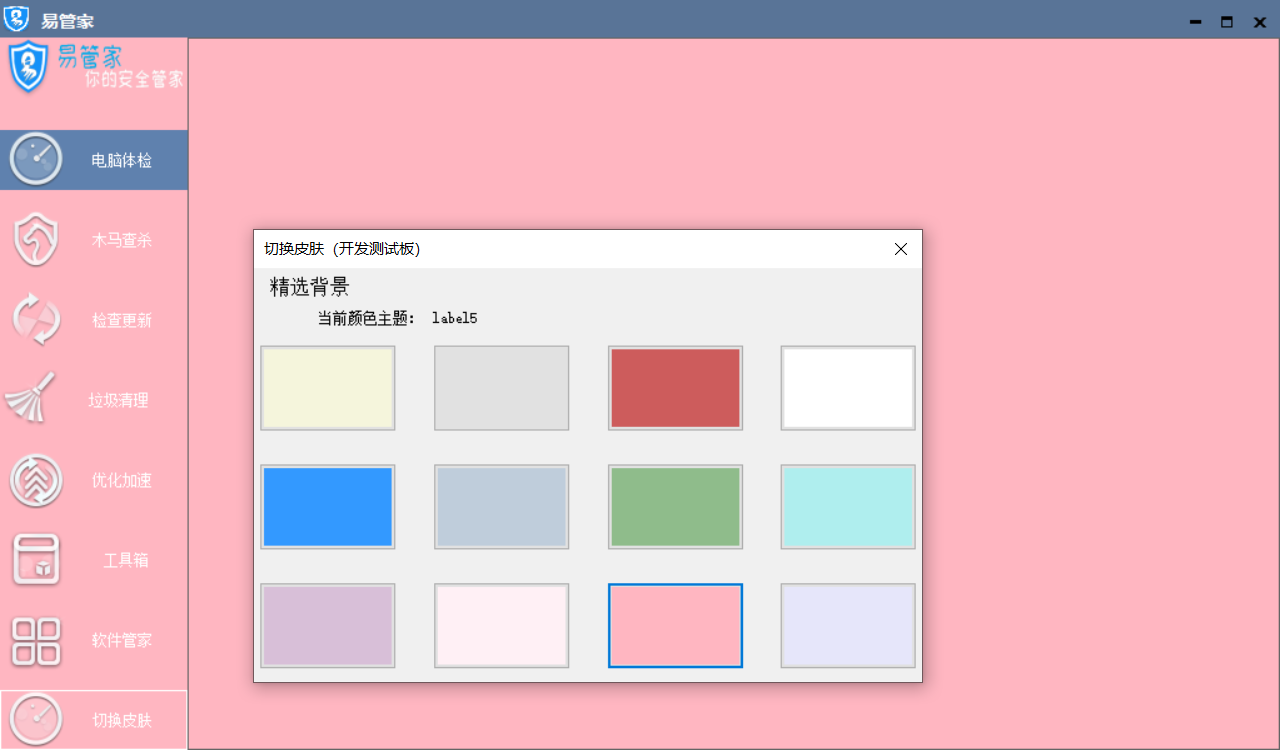 易管家
易管家
你的安全管家
电脑体检
木马查杀
检查更新
垃圾清理
优化加速
工具箱
软件管家
切换皮肤
切换皮肤（开发测试板）
精选背景
当前颜色主题： label5